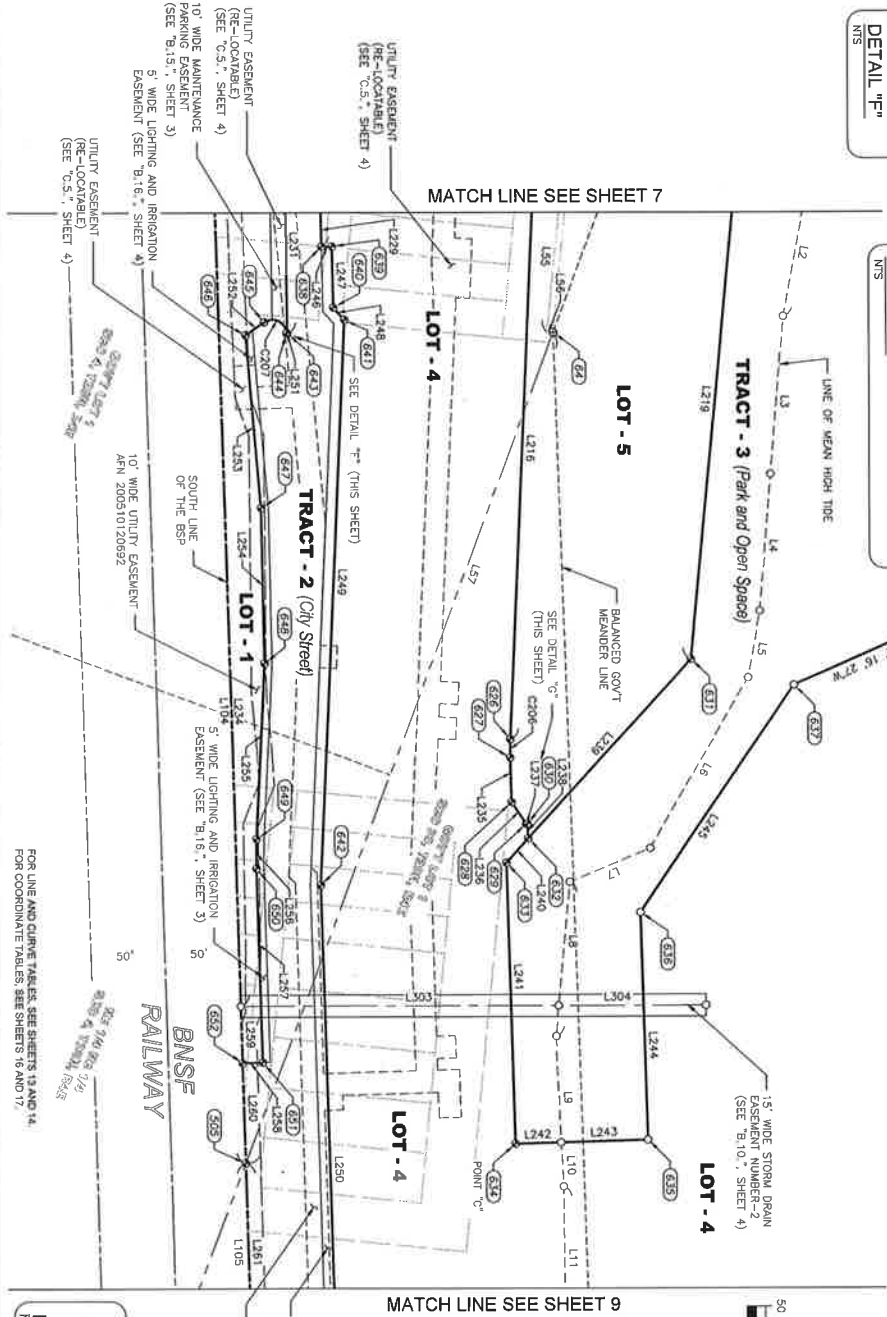 DETAIL "F"
NTS
NTS
MATCH LINE SEE SHEET 7
UTILITY EASEMENT
(RE-LOCATABLE)
(SEE "C.5.", SHEET 4)
10' WIDE MAINTENANCE
PARKING EASEMENT
(SEE "B.15.", SHEET 3)
5' WIDE LIGHTING AND IRRIGATION
EASEMENT (SEE "B.16.", SHEET 4)
UTILITY EASEMENT
(RE-LOCATABLE)
(SEE "C.5.", SHEET 4)
UTILITY EASEMENT
(RE-LOCATABLE)
(SEE "C.5.", SHEET 4)
L2
LINE OF MEAN HIGH TIDE
L3
L4
L5
L6
L7
L8
L9
L10
L11
TRACT - 3 (Park and Open Space)
L219
631
637
16' 27"W
L245
636
L239
L55
L56
64
LOT - 5
L216
BALANCED GOV'T
MEANDER LINE
SEE DETAIL "G"
(THIS SHEET)
C206
626
627
L235
L237
630
L238
628
L236
629
632
633
L240
L241
L244
635
L243
L242
634
POINT "C"
L303
L304
15' WIDE STORM DRAIN
EASEMENT NUMBER-2
(SEE "B.10.", SHEET 4)
LOT - 4
LOT - 4
L57
L229
639
L247
640
L246
638
L248
641
L231
643
L251
644
C207
645
L252
646
SEE DETAIL "F" (THIS SHEET)
L249
642
L250
LOT - 4
TRACT - 2 (City Street)
L253
647
L254
648
LOT - 1
L234
L104
L255
649
650
L256
L257
L259
652
651
L258
L260
505
L261
L105
SOUTH LINE
OF THE BSP
10' WIDE UTILITY EASEMENT
AFN 200510120692
5' WIDE LIGHTING AND IRRIGATION
EASEMENT (SEE "B.16.", SHEET 3)
50'
50'
BNSF
RAILWAY
FOR LINE AND CURVE TABLES, SEE SHEETS 13 AND 14.
FOR COORDINATE TABLES, SEE SHEETS 16 AND 17.
MATCH LINE SEE SHEET 9
50